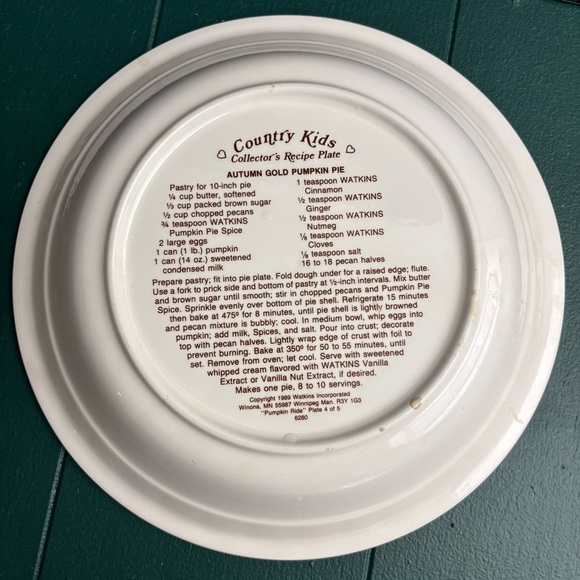 Country Kids
Collector's Recipe Plate
AUTUMN GOLD PUMPKIN PIE
Pastry for 10-inch pie
¼ cup butter, softened
⅓ cup packed brown sugar
½ cup chopped pecans
¾ teaspoon WATKINS
Pumpkin Pie Spice
2 large eggs
1 can (1 lb.) pumpkin
1 can (14 oz.) sweetened
condensed milk
1 teaspoon WATKINS
Cinnamon
½ teaspoon WATKINS
Ginger
½ teaspoon WATKINS
Nutmeg
⅛ teaspoon WATKINS
Cloves
⅛ teaspoon salt
16 to 18 pecan halves
Prepare pastry; fit into pie plate. Fold dough under for a raised edge; flute.
Use a fork to prick side and bottom of pastry at ½-inch intervals. Mix butter
and brown sugar until smooth; stir in chopped pecans and Pumpkin Pie
Spice. Sprinkle evenly over bottom of pie shell. Refrigerate 15 minutes
then bake at 475º for 8 minutes, until pie shell is lightly browned
and pecan mixture is bubbly; cool. In medium bowl, whip eggs into
pumpkin; add milk, Spices, and salt. Pour into crust; decorate
top with pecan halves. Lightly wrap edge of crust with foil to
prevent burning. Bake at 350º for 50 to 55 minutes, until
set. Remove from oven; let cool. Serve with sweetened
whipped cream flavored with WATKINS Vanilla
Extract or Vanilla Nut Extract, if desired.
Makes one pie, 8 to 10 servings.
Copyright 1989 Watkins Incorporated
Winona, MN 55987 Winnipeg Man. R3Y 1G3
"Pumpkin Ride" Plate 4 of 5
6280